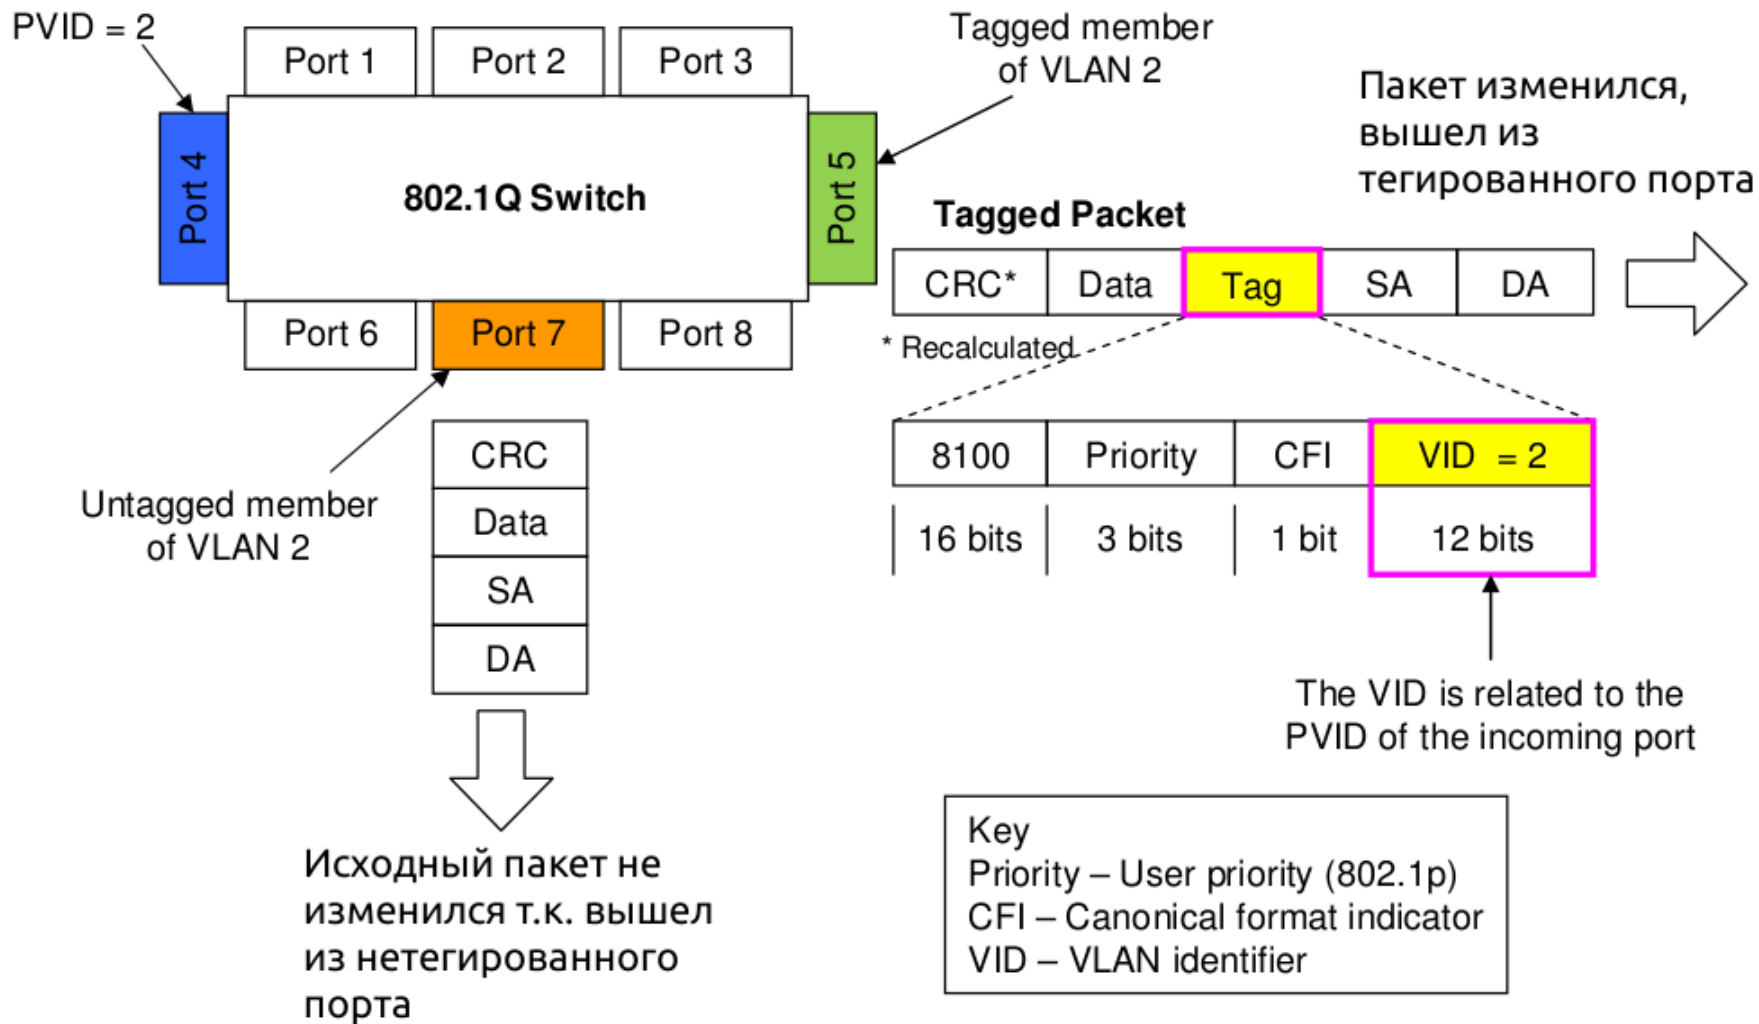 PVID = 2
Port 1
Port 2
Port 3
Tagged member
of VLAN 2
Пакет изменился,
вышел из
тегированного порта
Port 4
802.1Q Switch
Port 5
Tagged Packet
CRC*
Data
Tag
SA
DA
* Recalculated
Port 6
Port 7
Port 8
8100
Priority
CFI
VID = 2
16 bits
3 bits
1 bit
12 bits
Untagged member
of VLAN 2
CRC
Data
SA
DA
The VID is related to the
PVID of the incoming port
Исходный пакет не
изменился т.к. вышел
из нетегированного
порта
Key
Priority – User priority (802.1p)
CFI – Canonical format indicator
VID – VLAN identifier